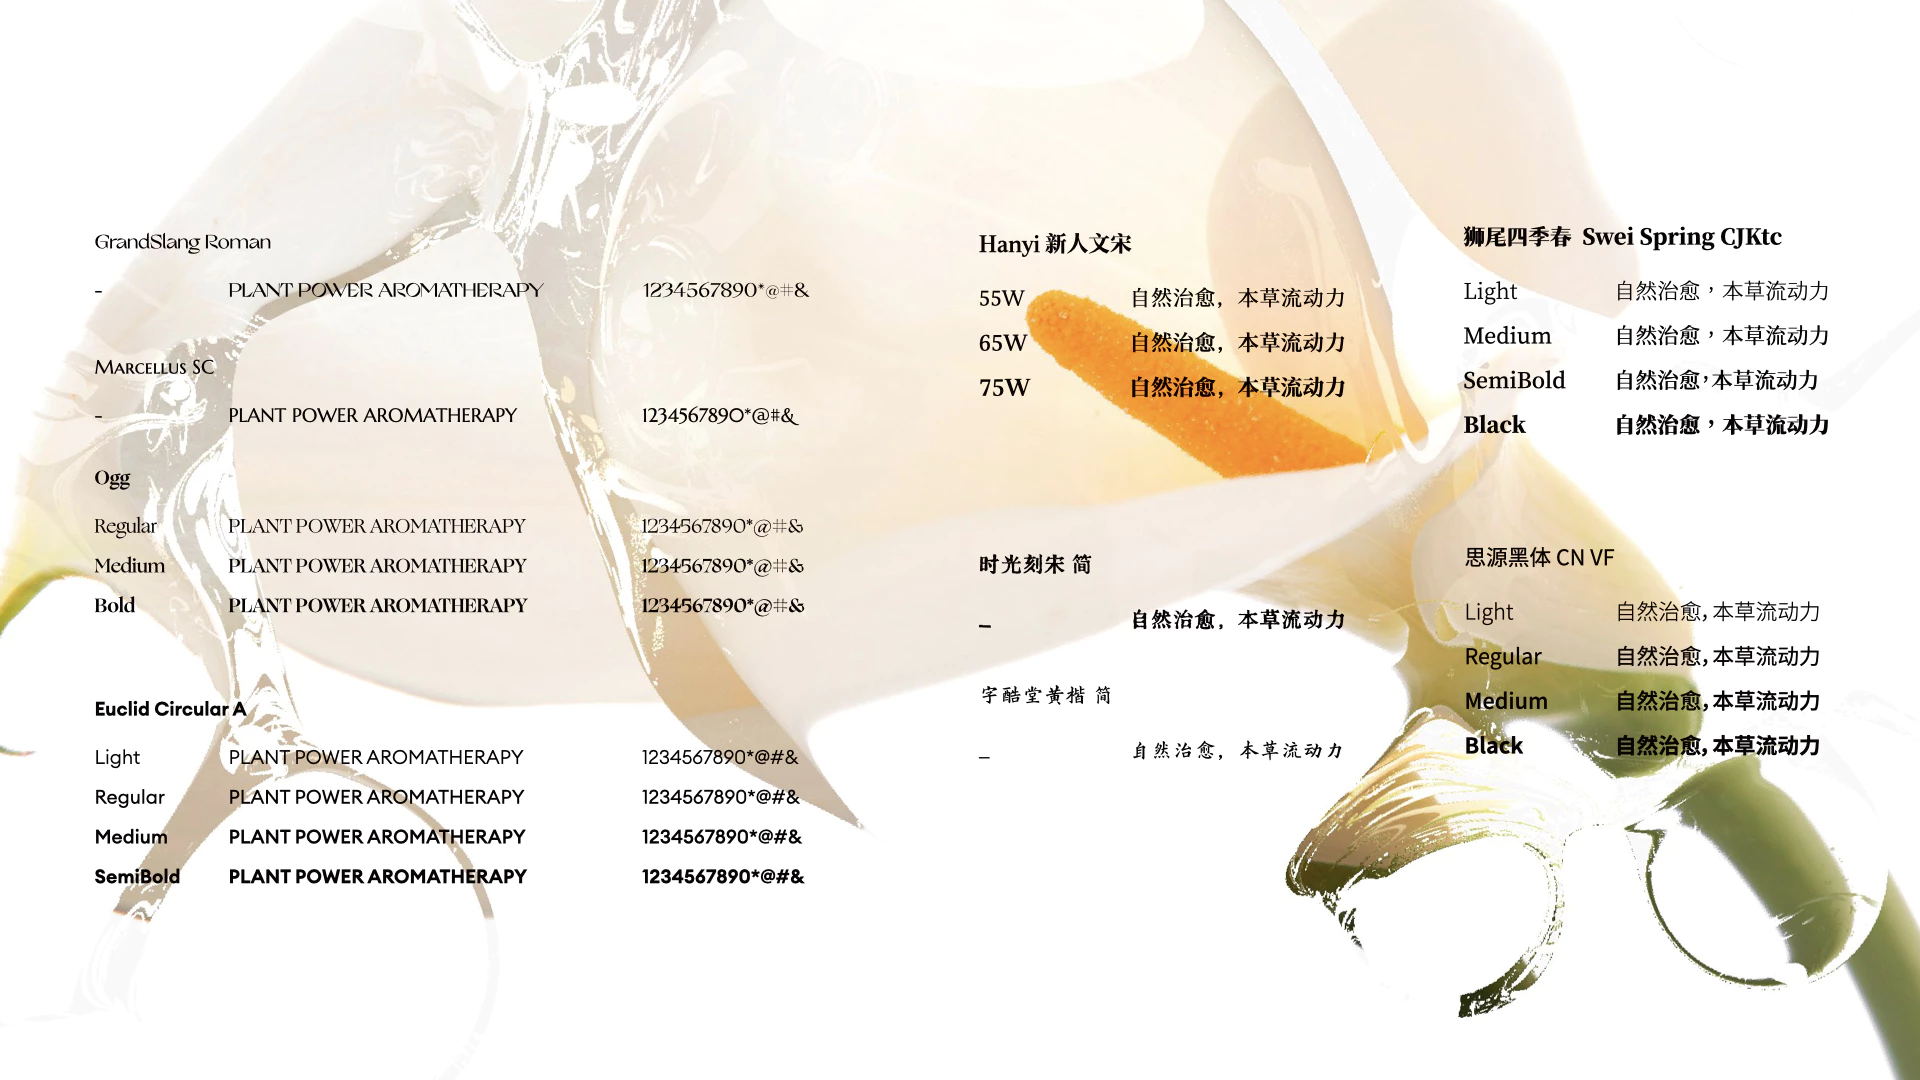 GrandSlang Roman
- PLANT POWER AROMATHERAPY 1234567890*@#&
Marcellus SC
- PLANT POWER AROMATHERAPY 1234567890*@#&
Ogg
Regular PLANT POWER AROMATHERAPY 1234567890*@#&
Medium PLANT POWER AROMATHERAPY 1234567890*@#&
Bold PLANT POWER AROMATHERAPY 1234567890*@#&
Euclid Circular A
Light PLANT POWER AROMATHERAPY 1234567890*@#&
Regular PLANT POWER AROMATHERAPY 1234567890*@#&
Medium PLANT POWER AROMATHERAPY 1234567890*@#&
SemiBold PLANT POWER AROMATHERAPY 1234567890*@#&
Hanyi 新人文宋
55W 自然治愈，本草流动力
65W 自然治愈，本草流动力
75W 自然治愈，本草流动力
时光刻宋 简
– 自然治愈，本草流动力
字酷堂黄楷 简
– 自然治愈，本草流动力
狮尾四季春 Swei Spring CJKtc
Light 自然治愈，本草流动力
Medium 自然治愈，本草流动力
SemiBold 自然治愈，本草流动力
Black 自然治愈，本草流动力
思源黑体 CN VF
Light 自然治愈，本草流动力
Regular 自然治愈，本草流动力
Medium 自然治愈，本草流动力
Black 自然治愈，本草流动力